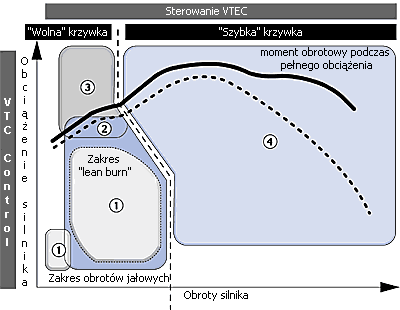 Sterowanie VTEC
"Wolna" krzywka
"Szybka" krzywka
moment obrotowy podczas
pełnego obciążenia
VTC Control
Obciążenie silnika
3
2
4
Zakres
"lean burn"
1
1
Zakres obrotów jałowych
Obroty silnika